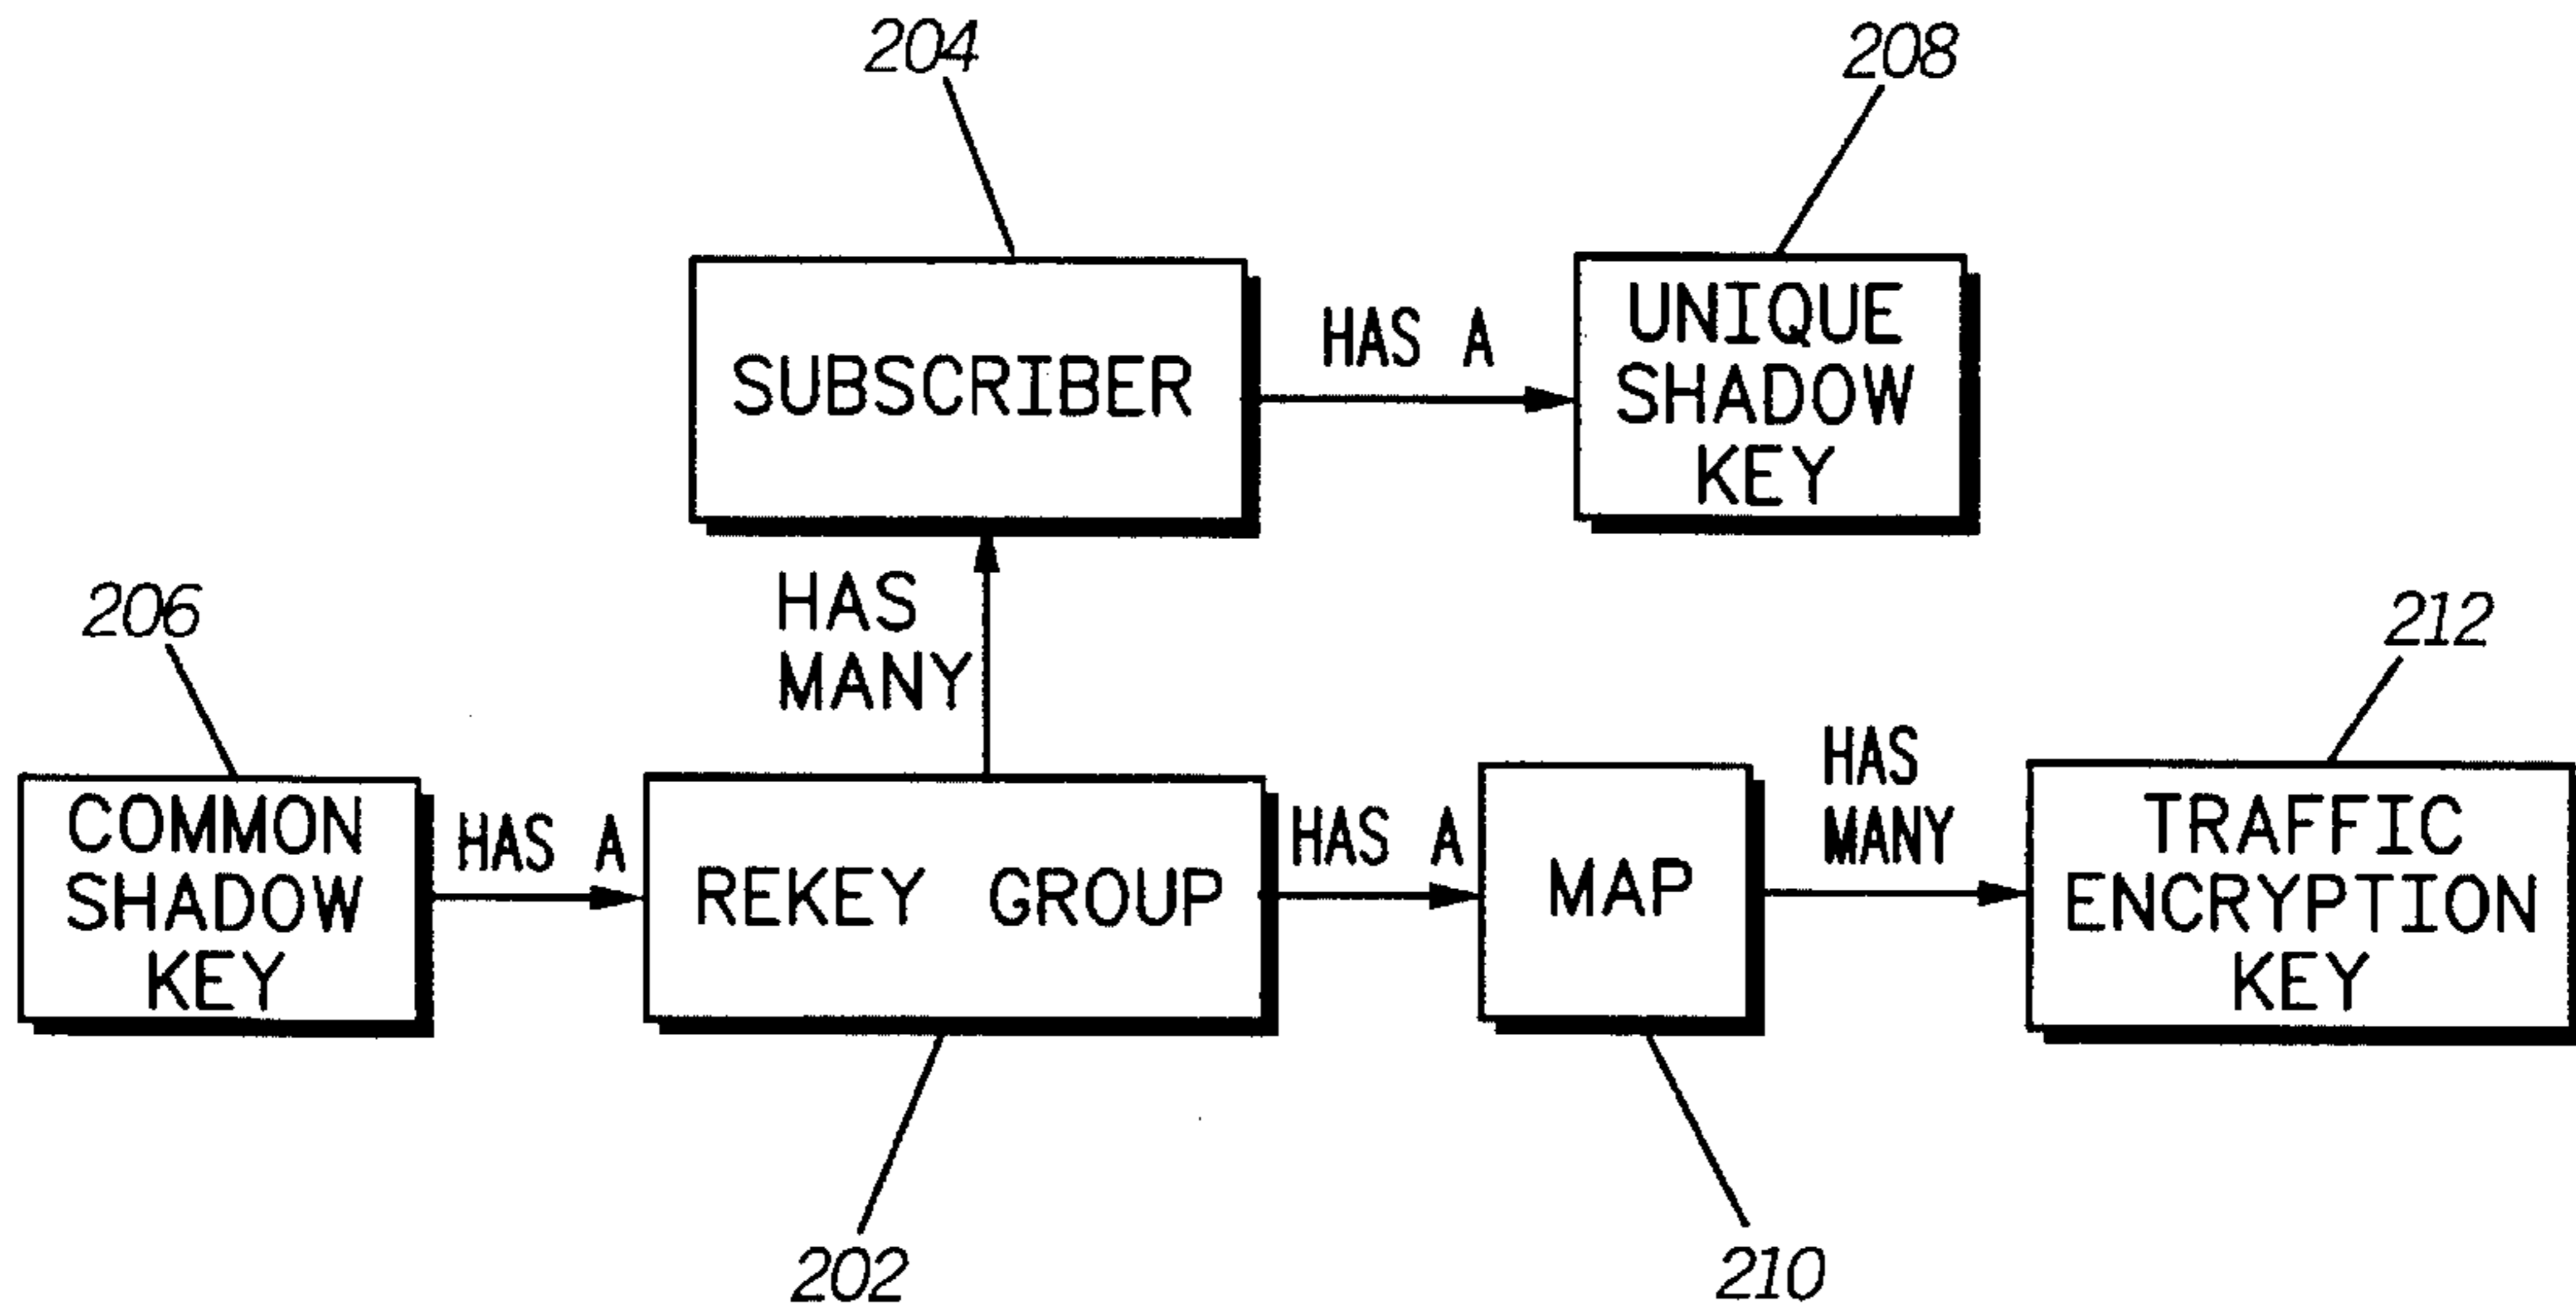 204
208
SUBSCRIBER
HAS A
UNIQUE
SHADOW
KEY
HAS
MANY
206
212
COMMON
SHADOW
KEY
HAS A
REKEY GROUP
HAS A
MAP
HAS
MANY
TRAFFIC
ENCRYPTION
KEY
202
210